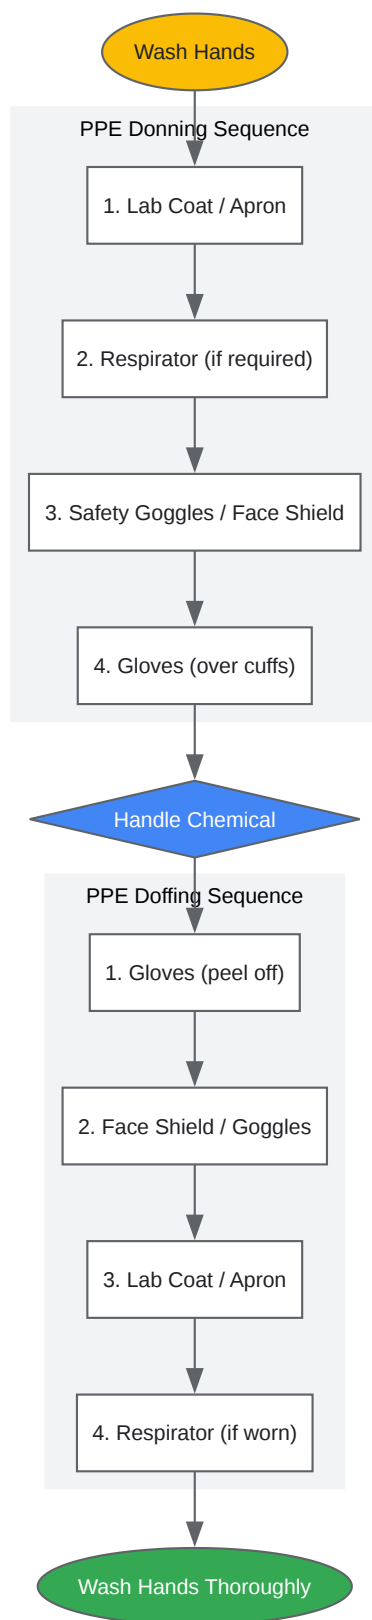 Wash Hands
PPE Donning Sequence
1. Lab Coat / Apron
2. Respirator (if required)
3. Safety Goggles / Face Shield
4. Gloves (over cuffs)
Handle Chemical
PPE Doffing Sequence
1. Gloves (peel off)
2. Face Shield / Goggles
3. Lab Coat / Apron
4. Respirator (if worn)
Wash Hands Thoroughly